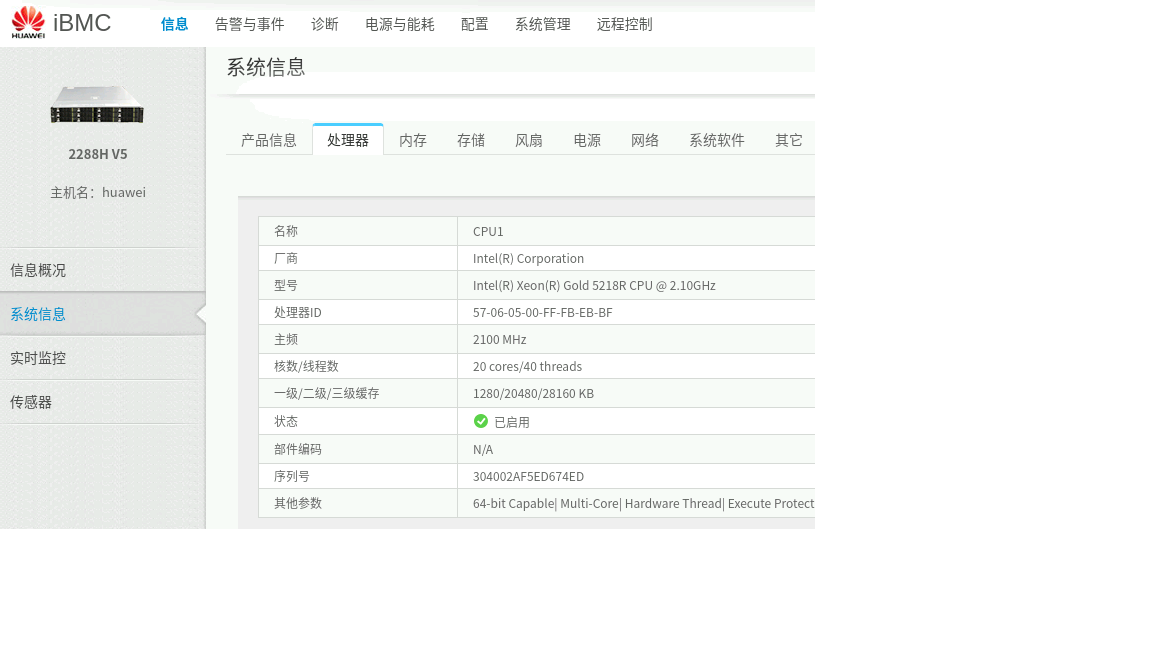 HUAWEI iBMC 信息 告警与事件 诊断 电源与能耗 配置 系统管理 远程控制
2288H V5
主机名：huawei
信息概况
系统信息
实时监控
传感器
系统信息
产品信息 处理器 内存 存储 风扇 电源 网络 系统软件 其它
名称 CPU1
厂商 Intel(R) Corporation
型号 Intel(R) Xeon(R) Gold 5218R CPU @ 2.10GHz
处理器ID 57-06-05-00-FF-FB-EB-BF
主频 2100 MHz
核数/线程数 20 cores/40 threads
一级/二级/三级缓存 1280/20480/28160 KB
状态 已启用
部件编码 N/A
序列号 304002AF5ED674ED
其他参数 64-bit Capable| Multi-Core| Hardware Thread| Execute Protect